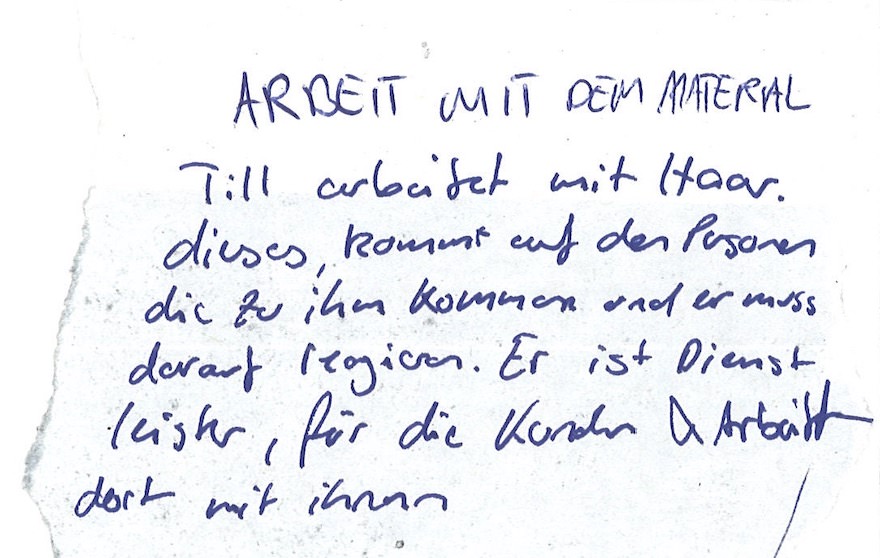 ARBEIT MIT DEM MATERIAL
Till arbeitet mit Haar.
dieses, kommt auf den Personen
die zu ihm kommen und er muss
darauf reagieren. Er ist Dienst
leister, für die Kunden & Arbeitet
dort mit ihnen